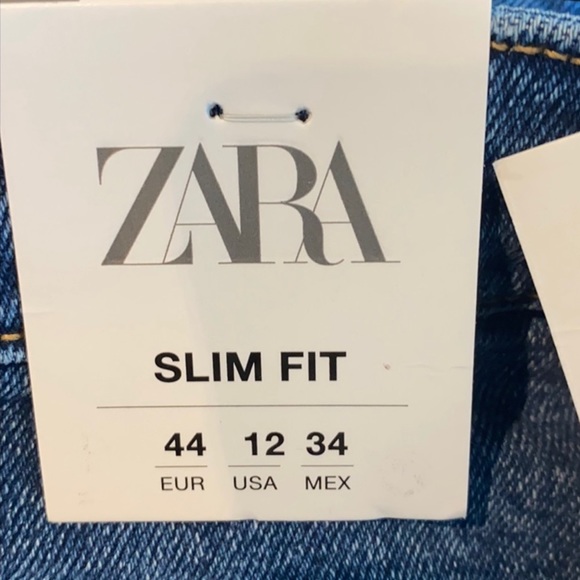 ZARA
SLIM FIT
44 12 34
EUR USA MEX